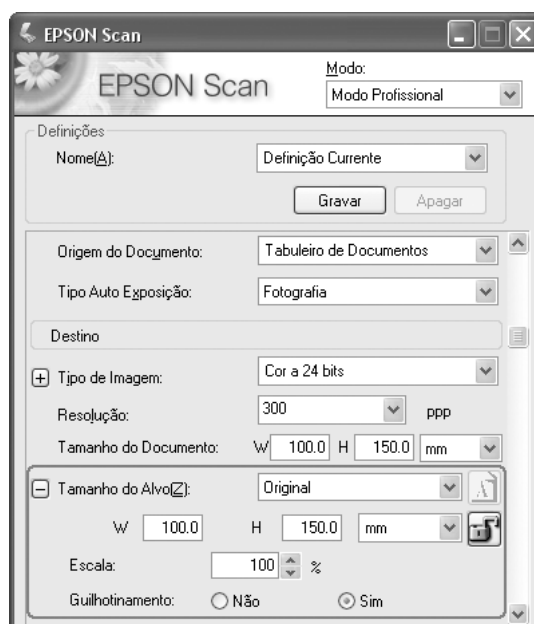 EPSON Scan
EPSON Scan
Modo:
Modo Profissional
Definições
Nome(A):
Definição Currente
Gravar
Apagar
Origem do Documento:
Tabuleiro de Documentos
Tipo Auto Exposição:
Fotografia
Destino
Tipo de Imagem:
Cor a 24 bits
Resolução:
300
ppp
Tamanho do Documento:
W 100.0 H 150.0 mm
Tamanho do Alvo(Z):
Original
W 100.0 H 150.0 mm
Escala:
100 %
Guilhotinamento:
Não
Sim